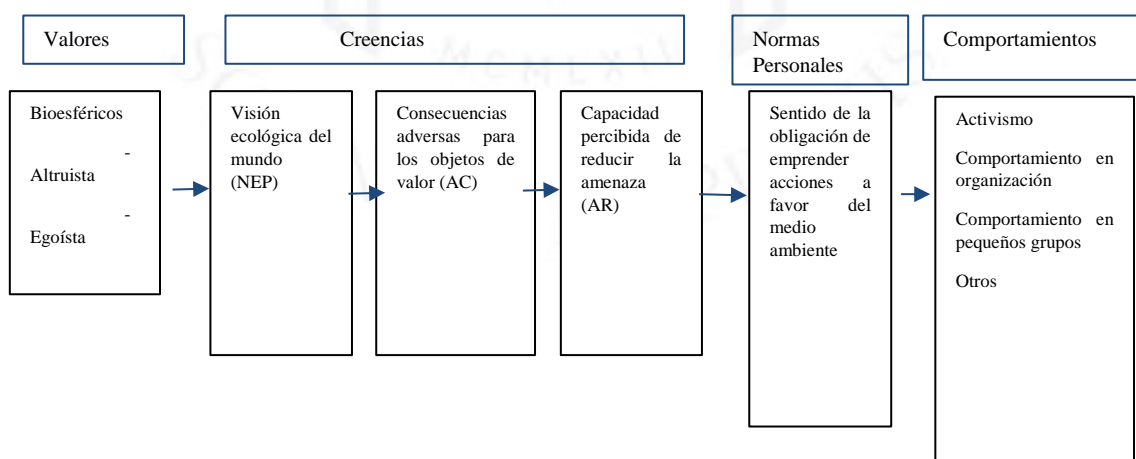 Valores
Creencias
Normas
Personales
Comportamientos
Bioesféricos
-
Altruista
-
Egoísta
Visión
ecológica del
mundo
(NEP)
Consecuencias
adversas para
los objetos de
valor (AC)
Capacidad
percibida de
reducir la
amenaza
(AR)
Sentido de la
obligación de
emprender
acciones a
favor del
medio
ambiente
Activismo
Comportamiento en
organización
Comportamiento en
pequeños grupos
Otros
MCMLXII